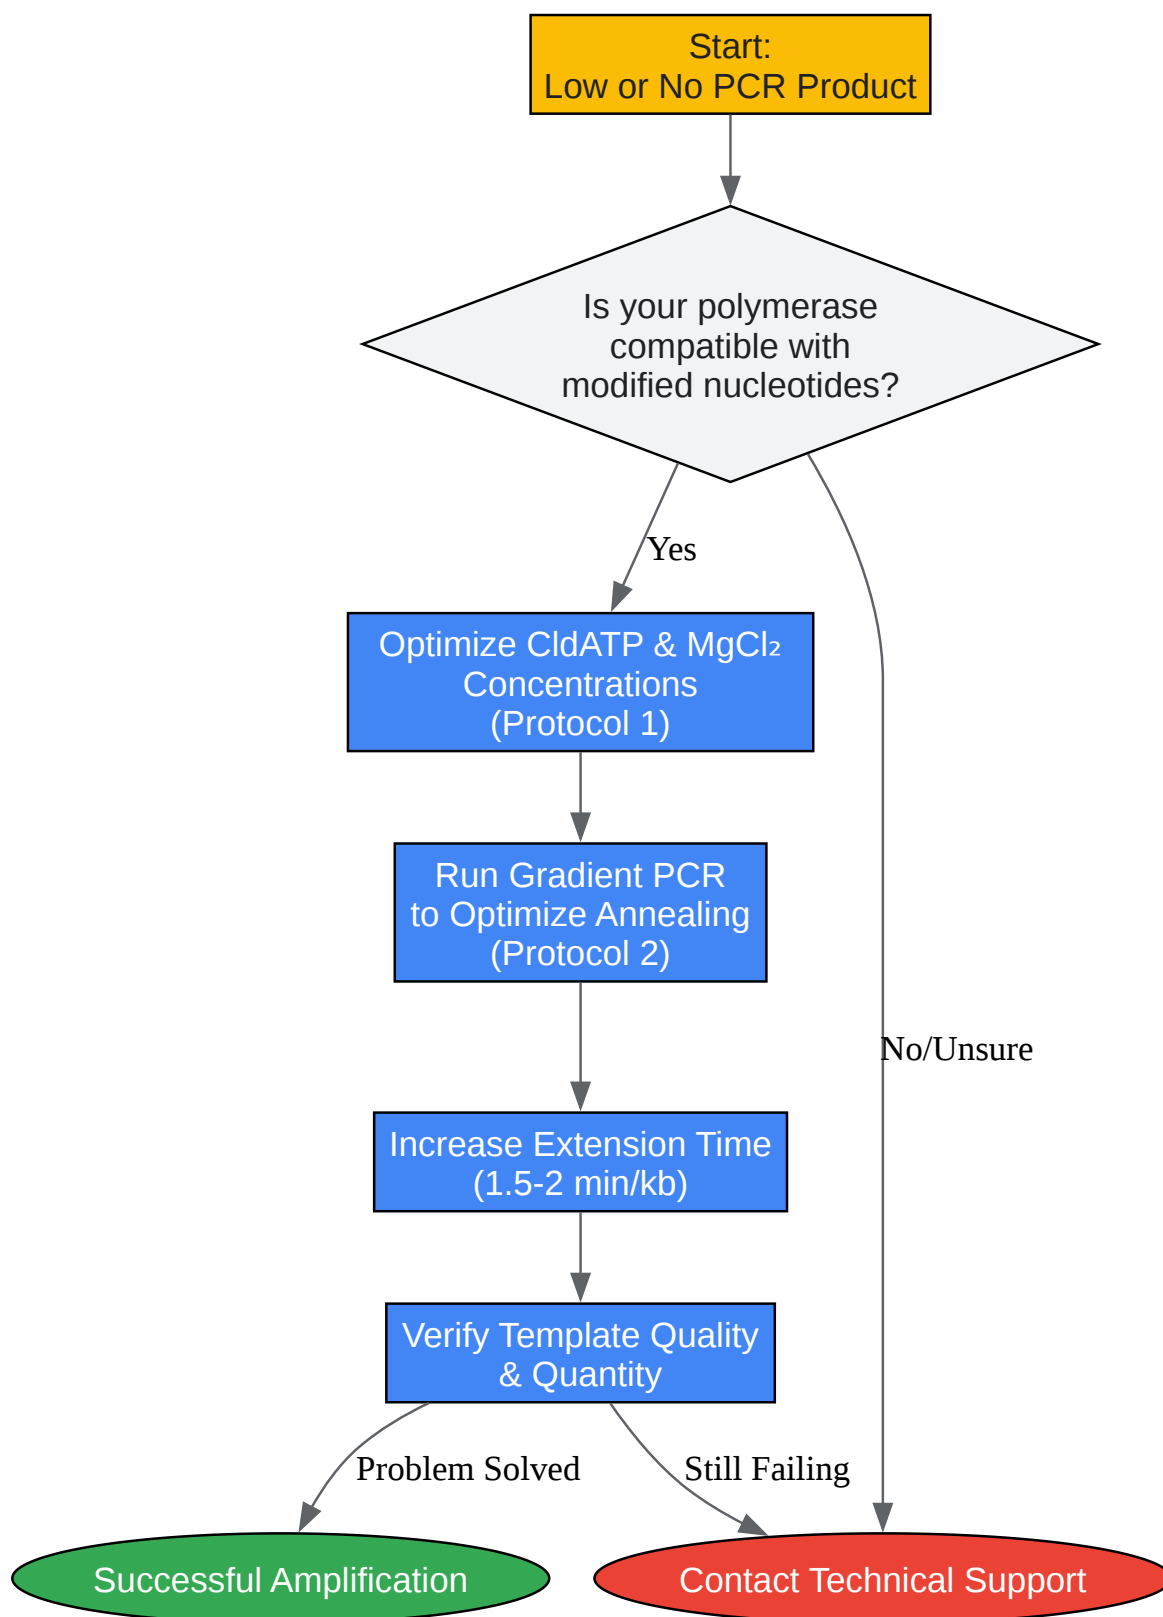 Start:
Low or No PCR Product
Is your polymerase
compatible with
modified nucleotides?
Yes
Optimize CldATP & MgCl₂
Concentrations
(Protocol 1)
Run Gradient PCR
to Optimize Annealing
(Protocol 2)
No/Unsure
Increase Extension Time
(1.5-2 min/kb)
Verify Template Quality
& Quantity
Problem Solved
Still Failing
Successful Amplification
Contact Technical Support